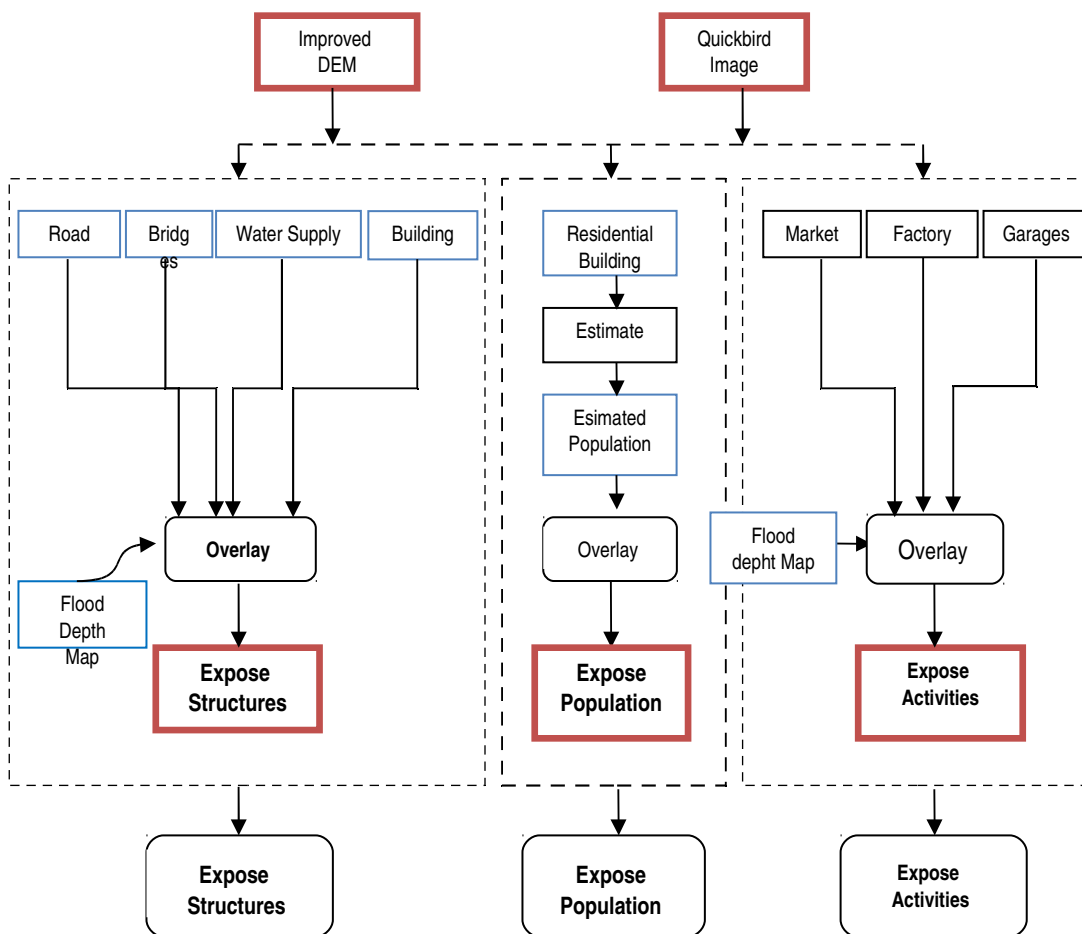 Improved
DEM
Quickbird
Image
Road
Bridg
es
Water Supply
Building
Residential
Building
Market
Factory
Garages
Estimate
Esimated
Population
Overlay
Overlay
Flood
depht Map
Overlay
Flood
Depth
Map
Expose
Structures
Expose
Population
Expose
Activities
Expose
Structures
Expose
Population
Expose
Activities